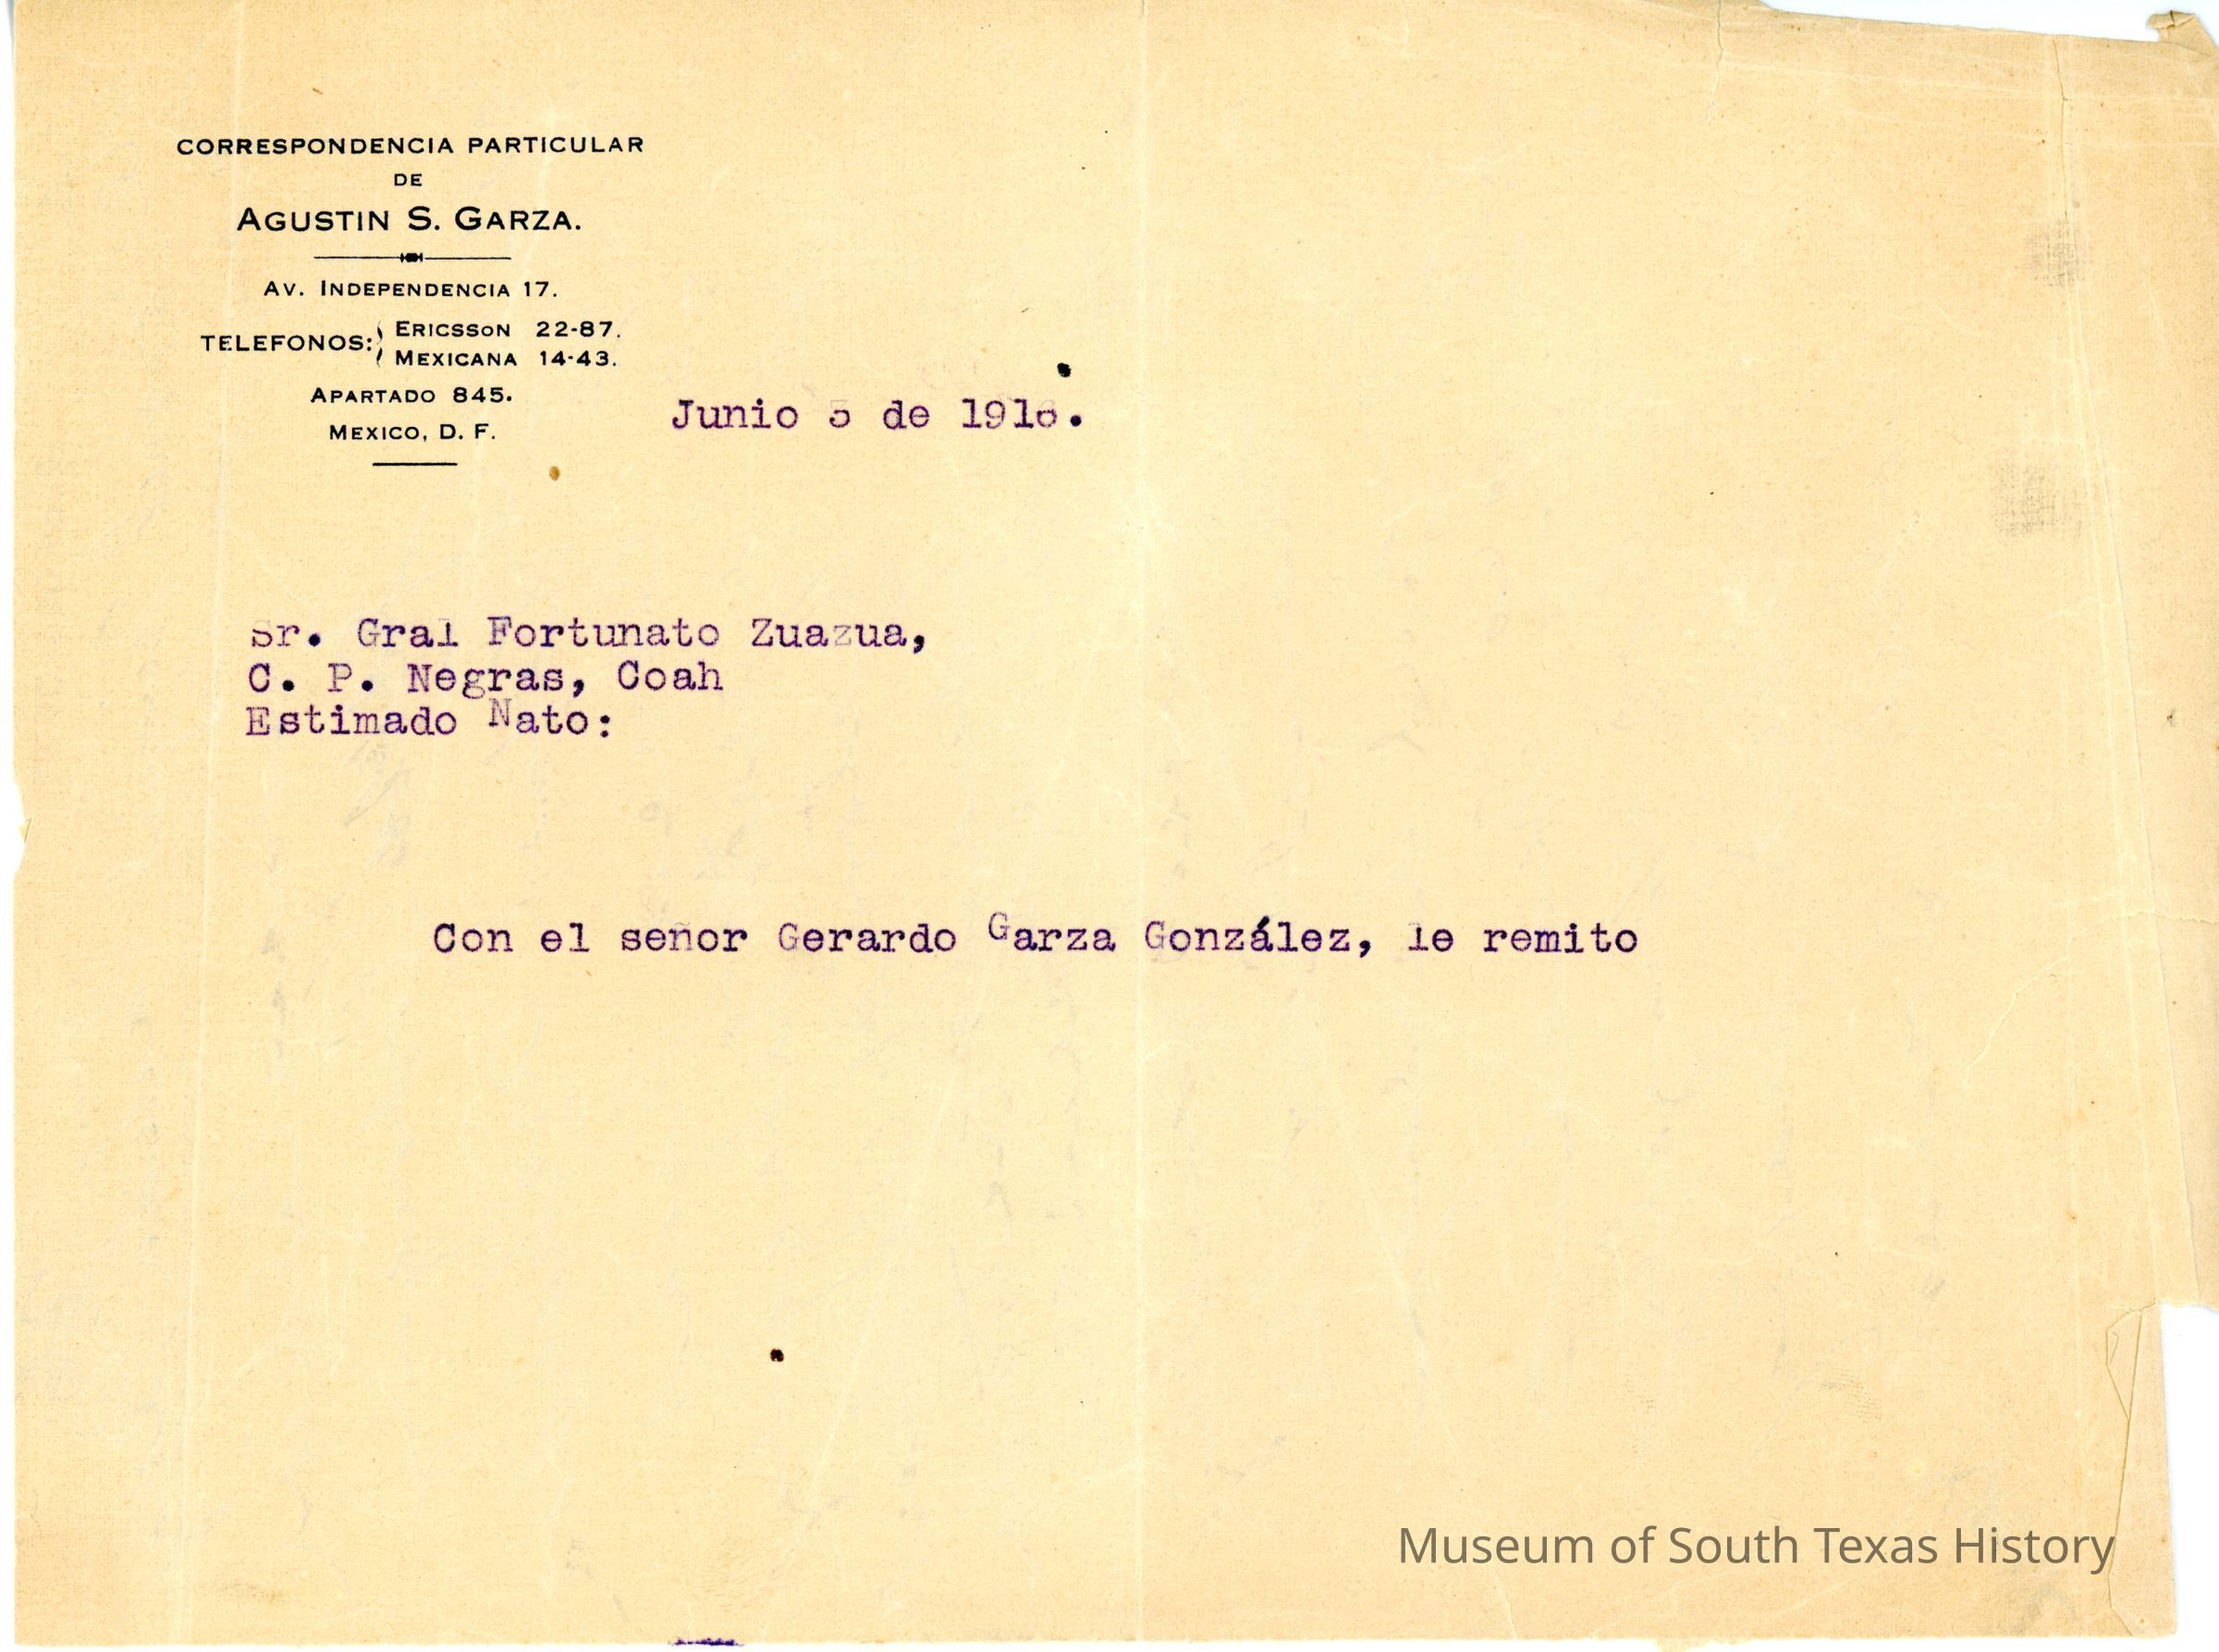 CORRESPONDENCIA PARTICULAR
DE
AGUSTIN S. GARZA.
AV. INDEPENDENCIA 17.
TELEFONOS: ERICSSON 22-87.
MEXICANA 14-43.
APARTADO 845.
MEXICO, D. F.
Junio de 1916.
Sr. Gral Fortunato Zuazua,
C. P. Negras, Coah
Estimado Nato:
Con el señor Gerardo Garza González, le remito
Museum of South Texas History